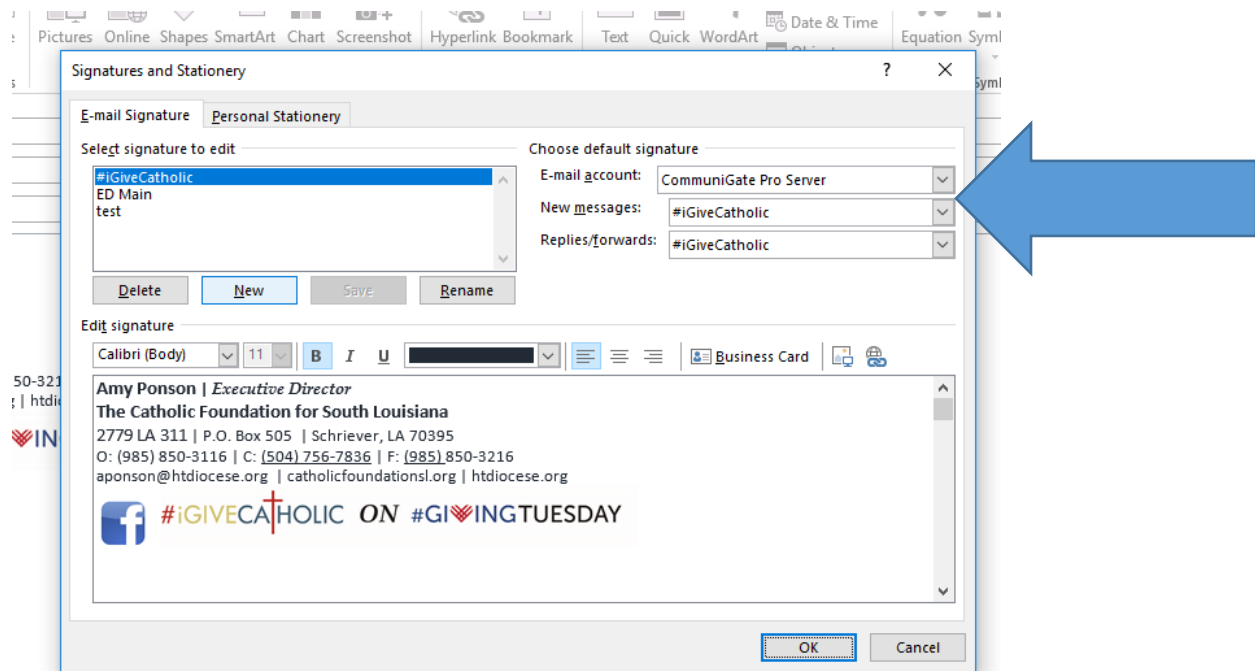 Date & Time
Pictures Online Shapes SmartArt Chart Screenshot Hyperlink Bookmark Text Quick WordArt Equation
Signatures and Stationery ?
E-mail Signature Personal Stationery
Select signature to edit
#iGiveCatholic
ED Main
test
Delete New Save Rename
Choose default signature
E-mail account: CommuniGate Pro Server
New messages: #iGiveCatholic
Replies/forwards: #iGiveCatholic
Edit signature
Calibri (Body) 11 B I U Business Card
50-321
| htdi
IN
Amy Ponson | Executive Director
The Catholic Foundation for South Louisiana
2779 LA 311 | P.O. Box 505 | Schriever, LA 70395
O: (985) 850-3116 | C: (504) 756-7836 | F: (985) 850-3216
aponson@htdiocese.org | catholicfoundationsl.org | htdiocese.org
f #iGIVECATHOLIC ON #GIVINGTUESDAY
OK Cancel